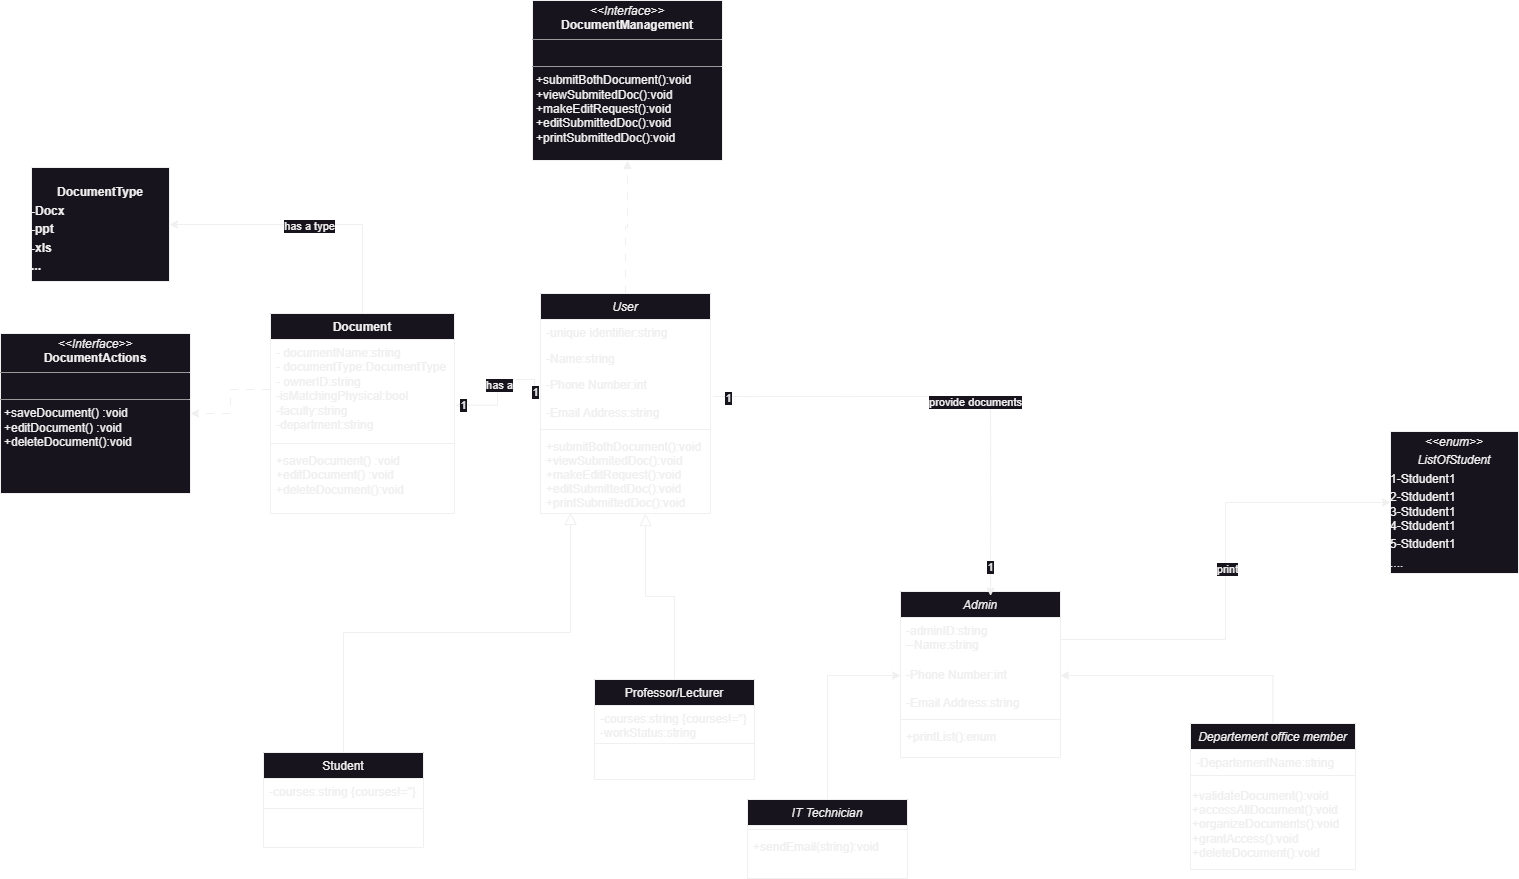 <<Interface>>
DocumentManagement
+submitBothDocument():void
+viewSubmitedDoc():void
+makeEditRequest():void
+editSubmittedDoc():void
+printSubmittedDoc():void
DocumentType
-Docx
-ppt
-xls
...
has a type
<<Interface>>
DocumentActions
+saveDocument() :void
+editDocument() :void
+deleteDocument():void
Document
- documentName:string
- documentType:DocumentType
- ownerID:string
-isMatchingPhysical:bool
-faculty:string
-department:string
+saveDocument() :void
+editDocument() :void
+deleteDocument():void
1
has a
1
User
-unique identifier:string
-Name:string
-Phone Number:int
-Email Address:string
+submitBothDocument():void
+viewSubmitedDoc():void
+makeEditRequest():void
+editSubmittedDoc():void
+printSubmittedDoc():void
1
provide documents
1
<<enum>>
ListOfStudent
1-Stdudent1
2-Stdudent1
3-Stdudent1
4-Stdudent1
5-Stdudent1
....
print
Admin
-adminID:string
--Name:string
-Phone Number:int
-Email Address:string
+printList():enum
Professor/Lecturer
-courses:string {courses!=''}
-workStatus:string
Student
-courses:string {courses!=''}
IT Technician
+sendEmail(string):void
Departement office member
-DepartementName:string
+validateDocument():void
+accessAllDocument():void
+organizeDocuments():void
+grantAccess():void
+deleteDocument():void